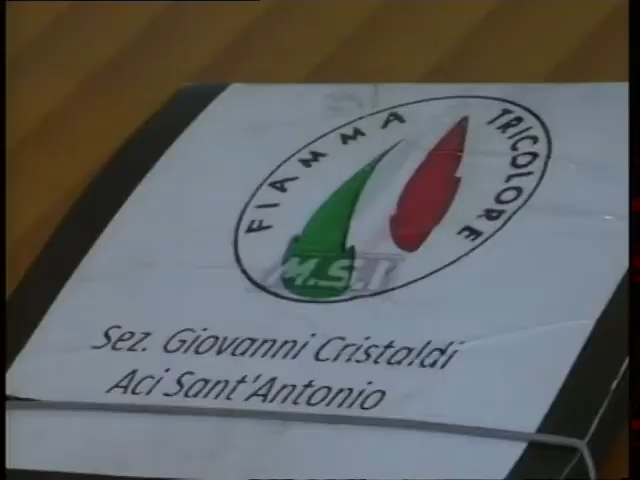 FIAMMA TRICOLORE
M.S.I
Sez. Giovanni Cristaldi
Aci Sant'Antonio